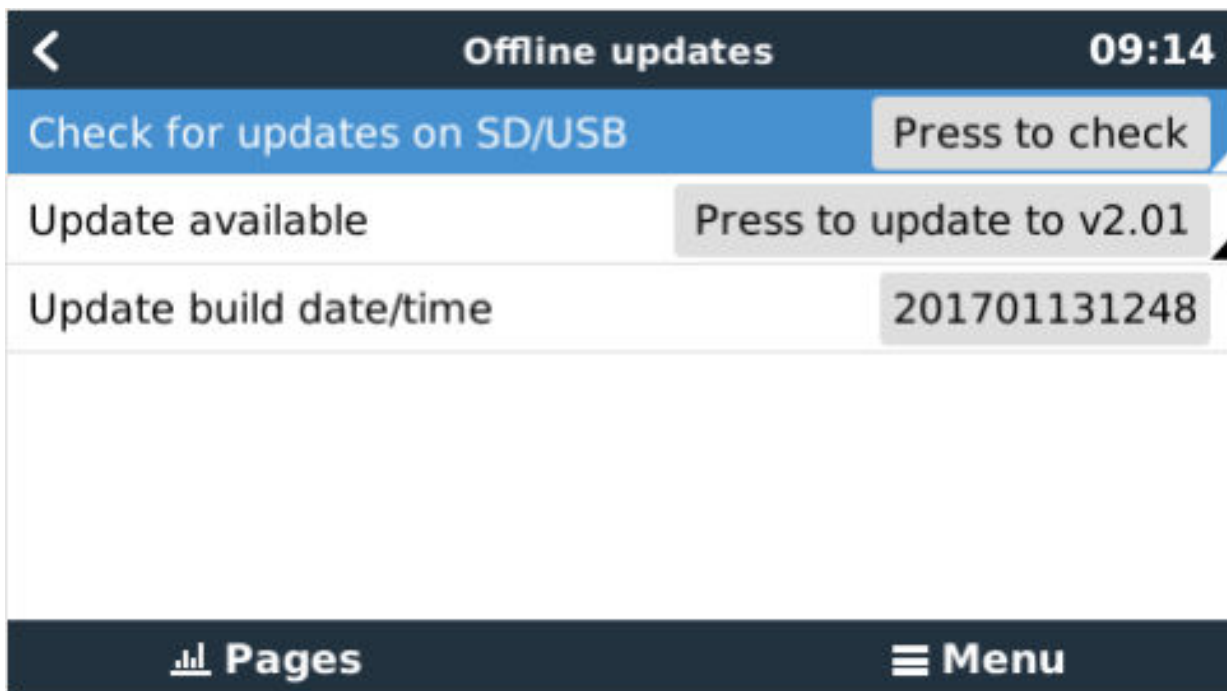 Offline updates 09:14
Check for updates on SD/USB Press to check
Update available Press to update to v2.01
Update build date/time 201701131248
Pages Menu